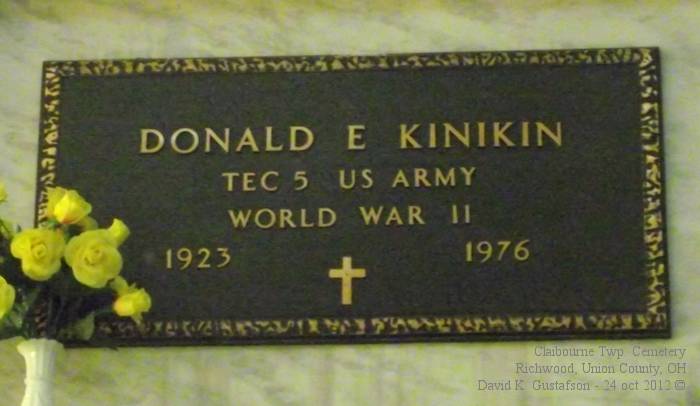 DONALD E KINIKIN
TEC 5 US ARMY
WORLD WAR II
1923 1976
Claibourne Twp Cemetery
Richwood, Union County, OH
David K. Gustafson - 24 oct 2012 ©